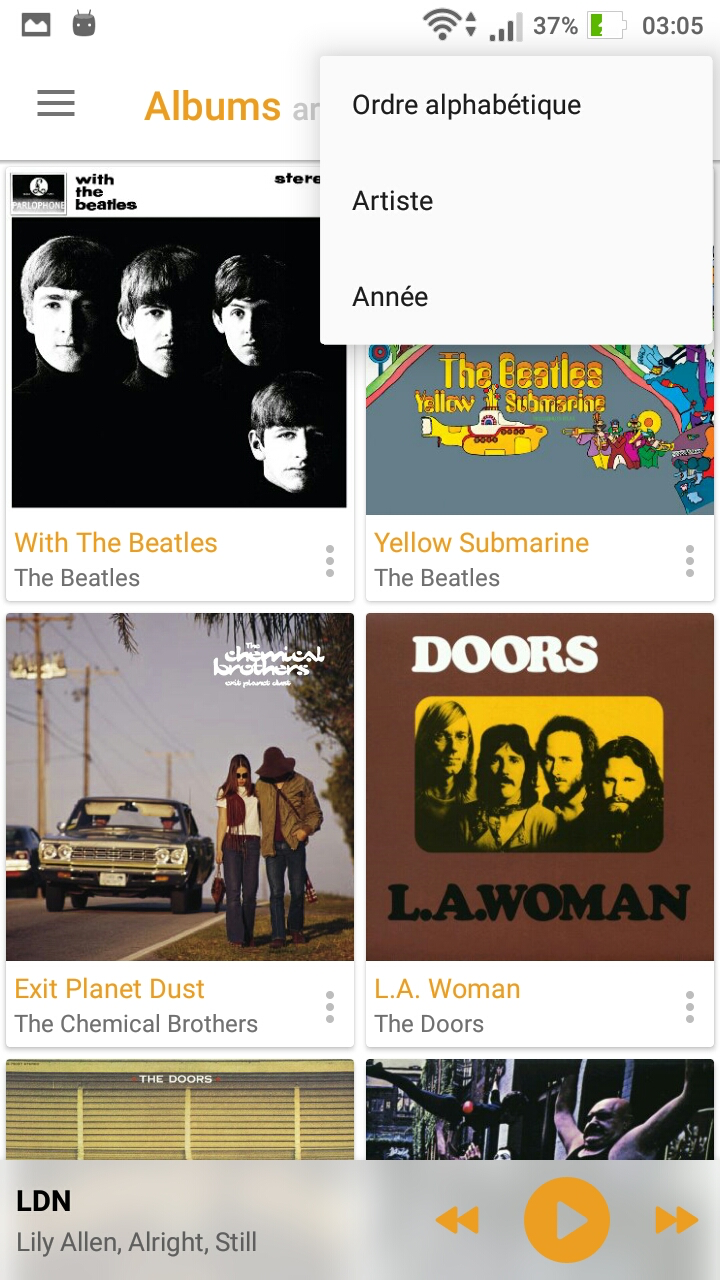 37% 03:05
Albums ar
Ordre alphabétique
Artiste
Année
PARLOPHONE
with
the
beatles
stere
The Beatles
Yellow Submarine
With The Beatles
The Beatles
Yellow Submarine
The Beatles
The
chemical
brothers
exit planet dust
DOORS
L.A.WOMAN
Exit Planet Dust
The Chemical Brothers
L.A. Woman
The Doors
THE DOORS
LDN
Lily Allen, Alright, Still